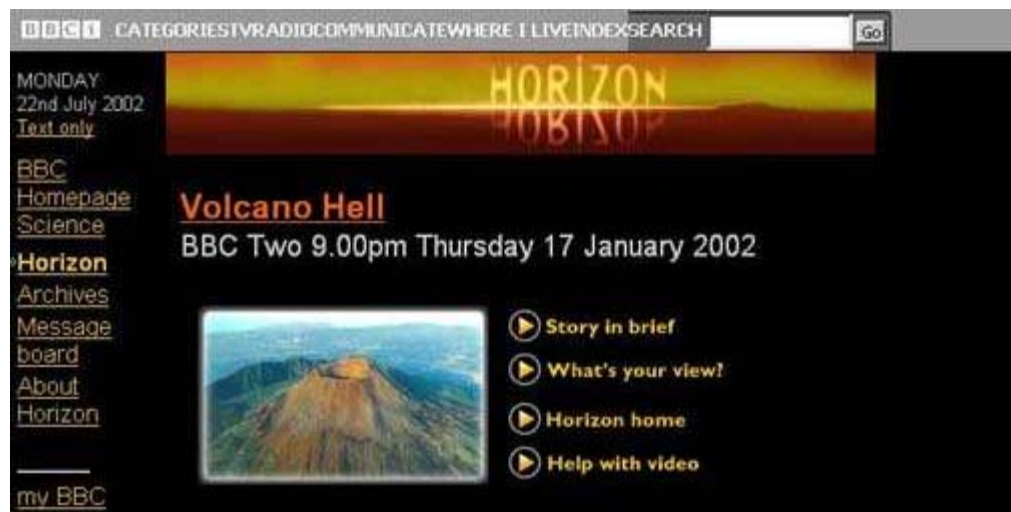 BBCi CATEGORIES TV RADIO COMMUNICATE WHERE I LIVE INDEX SEARCH Go
MONDAY
22nd July 2002
Text only
HORIZON
BBC
Homepage
Science
Horizon
Archives
Message
board
About
Horizon
my BBC
Volcano Hell
BBC Two 9.00pm Thursday 17 January 2002
Story in brief
What's your view?
Horizon home
Help with video